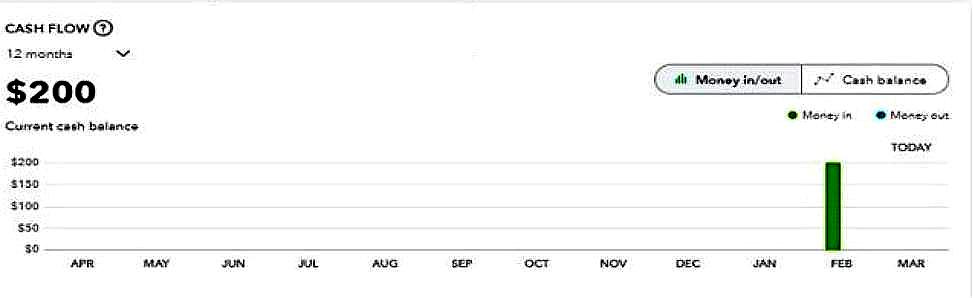 CASH FLOW ?
12 months
$200
Current cash balance
Money in/out Cash balance
Money in Money out
TODAY
$200
$150
$100
$50
$0
APR MAY JUN JUL AUG SEP OCT NOV DEC JAN FEB MAR